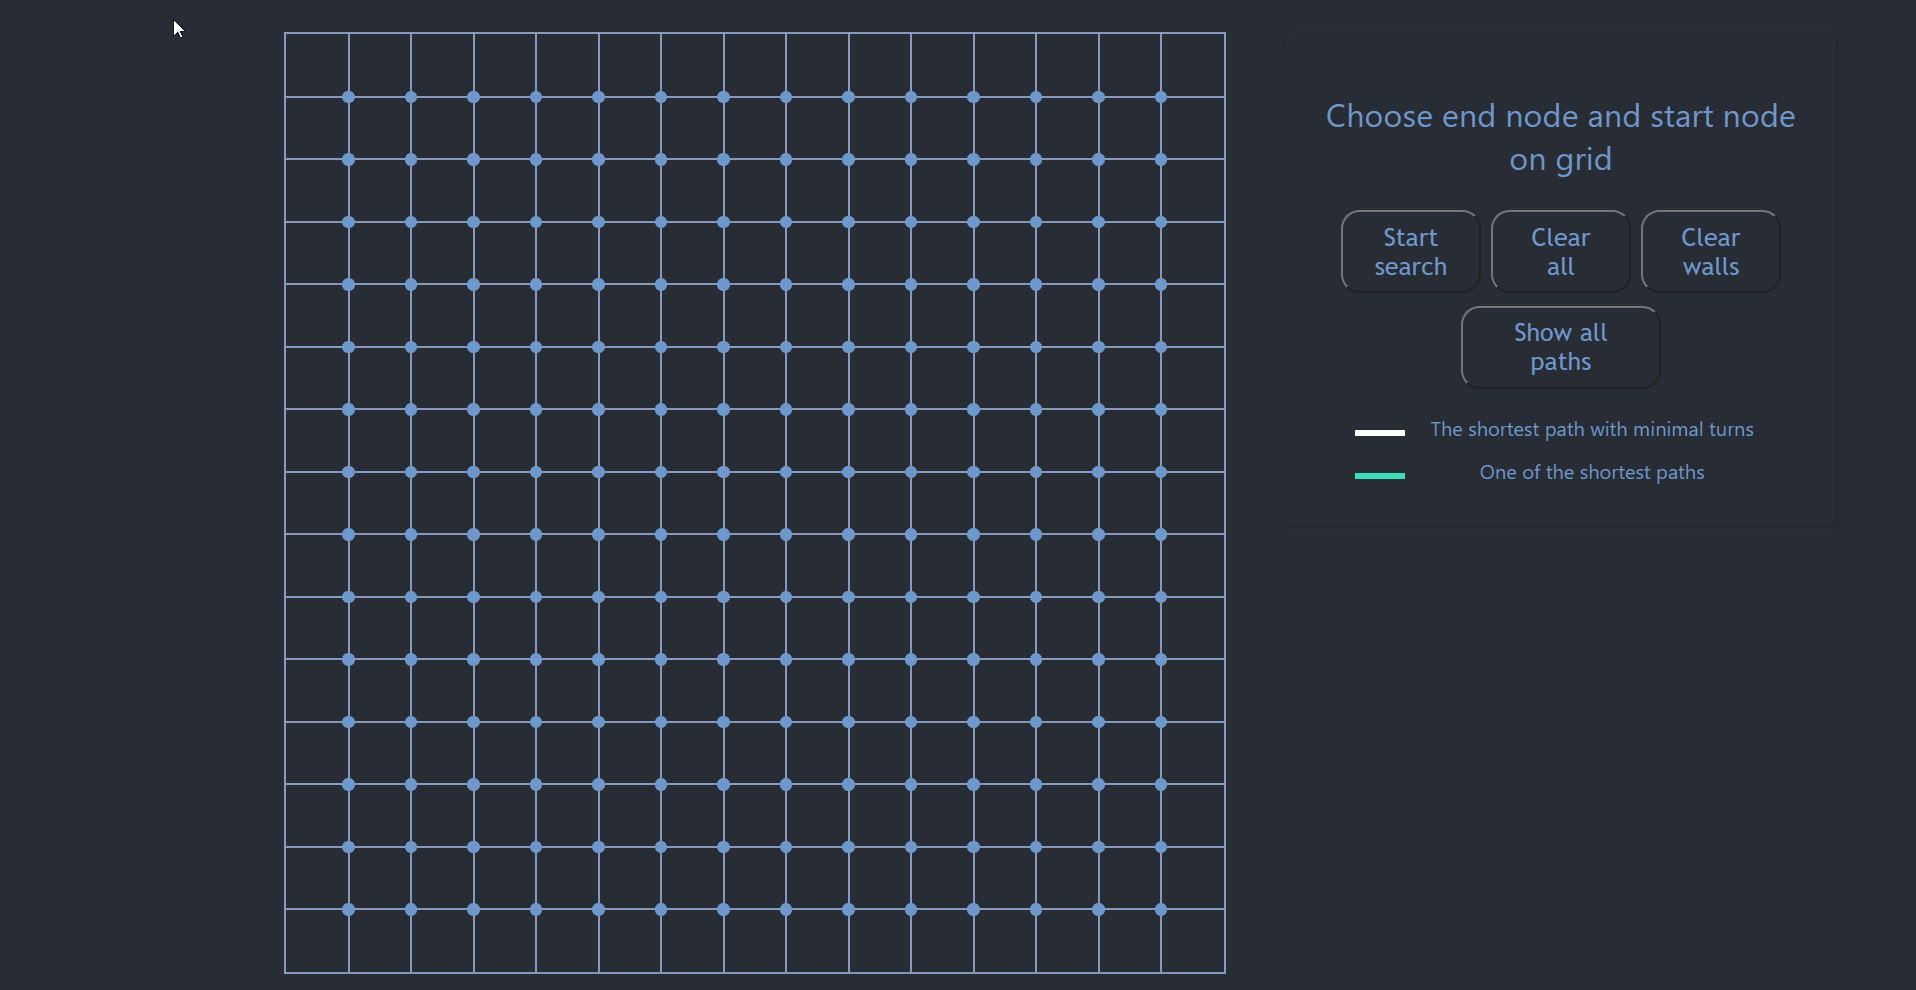 Choose end node and start node
on grid
Start
search
Clear
all
Clear
walls
Show all
paths
The shortest path with minimal turns
One of the shortest paths